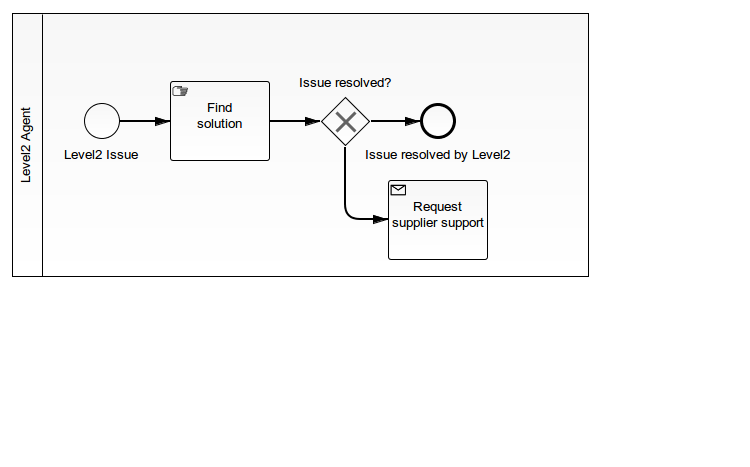 Level2 Agent
Level2 Issue
Find
solution
Issue resolved?
Issue resolved by Level2
Request
supplier support